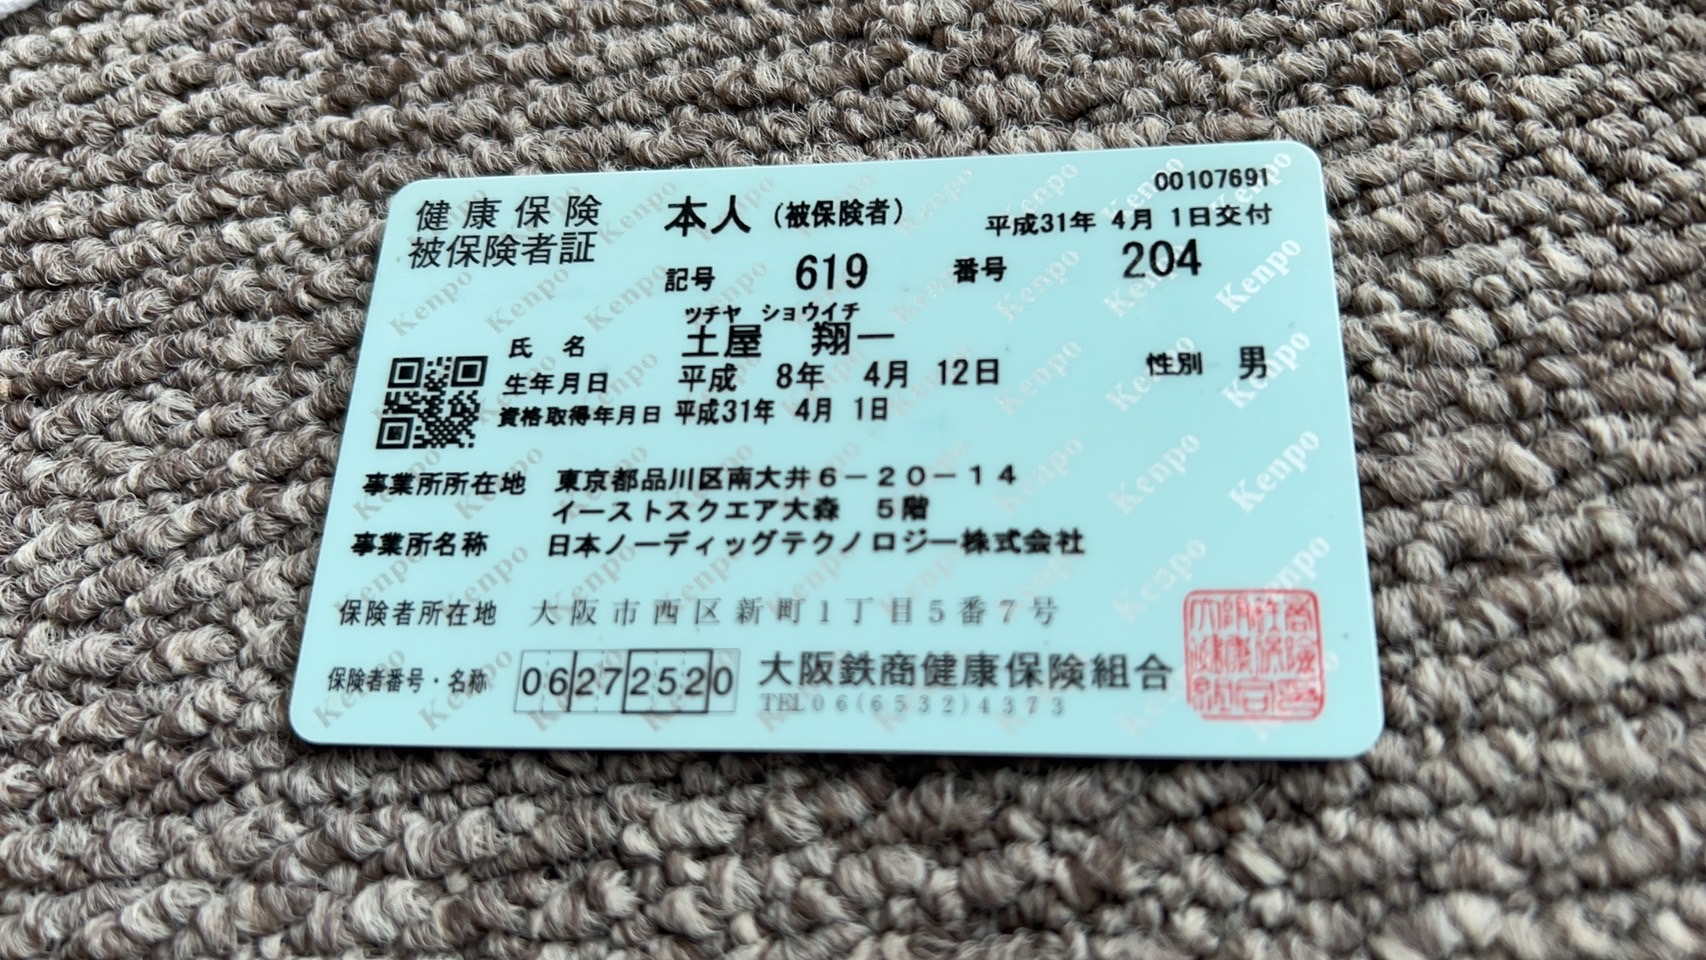 00107691
健康保険 本人（被保険者） 平成31年 4月 1日交付
被保険者証
記号 619 番号 204
ツチヤ ショウイチ
氏 名 土屋 翔一
生年月日 平成 8年 4月 12日 性別 男
資格取得年月日 平成31年 4月 1日
事業所所在地 東京都品川区南大井6－20－14
イーストスクエア大森 5階
事業所名称 日本ノーディッグテクノロジー株式会社
保険者所在地 大阪市西区新町1丁目5番7号
保険者番号・名称 06272520 大阪鉄商健康保険組合
TEL06(6532)4373
Kenpo